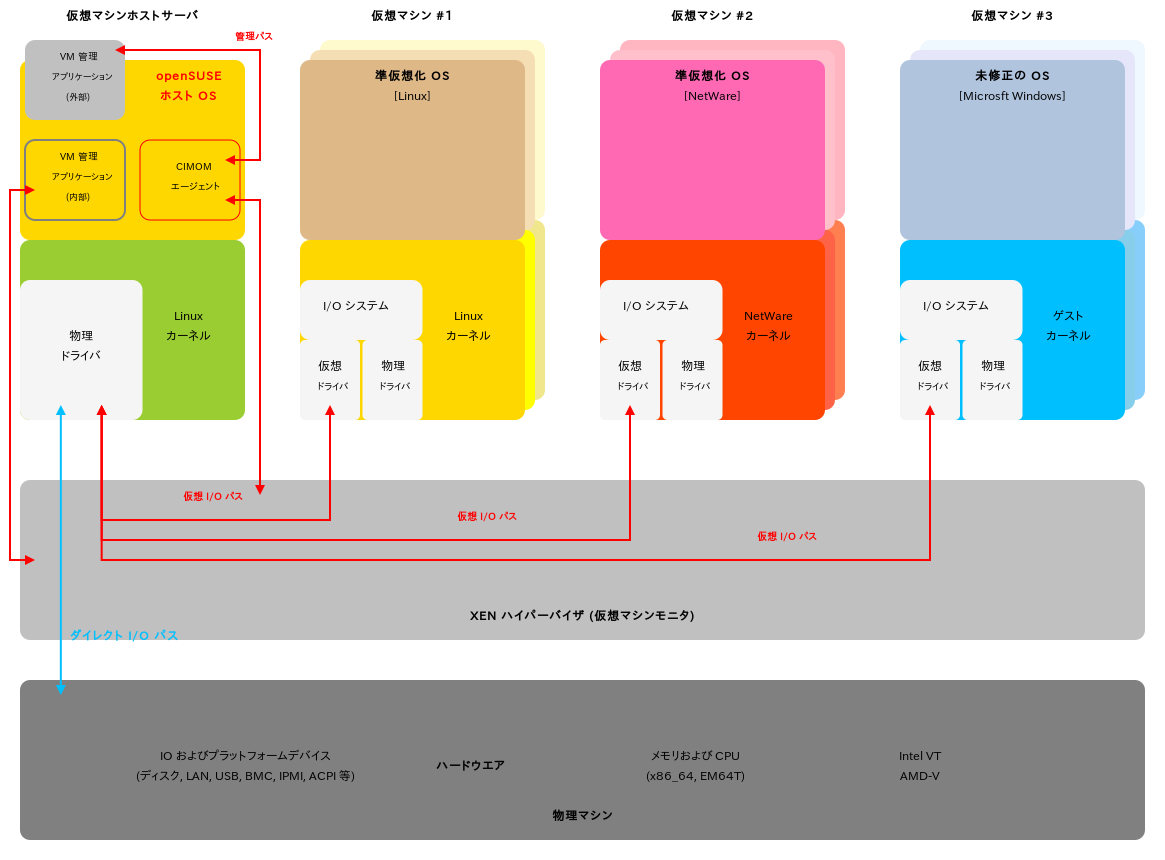 仮想マシンホストサーバ
仮想マシン #1
仮想マシン #2
仮想マシン #3
管理パス
VM 管理
アプリケーション
(外部)
openSUSE
ホスト OS
VM 管理
アプリケーション
(内部)
CIMOM
エージェント
準仮想化 OS
[Linux]
準仮想化 OS
[NetWare]
未修正の OS
[Microsft Windows]
物理
ドライバ
Linux
カーネル
I/O システム
仮想
ドライバ
物理
ドライバ
Linux
カーネル
I/O システム
仮想
ドライバ
物理
ドライバ
NetWare
カーネル
I/O システム
仮想
ドライバ
物理
ドライバ
ゲスト
カーネル
仮想 I/O パス
仮想 I/O パス
仮想 I/O パス
XEN ハイパーバイザ (仮想マシンモニタ)
ダイレクト I/O パス
IO およびプラットフォームデバイス
(ディスク, LAN, USB, BMC, IPMI, ACPI 等)
ハードウエア
メモリおよび CPU
(x86_64, EM64T)
Intel VT
AMD-V
物理マシン